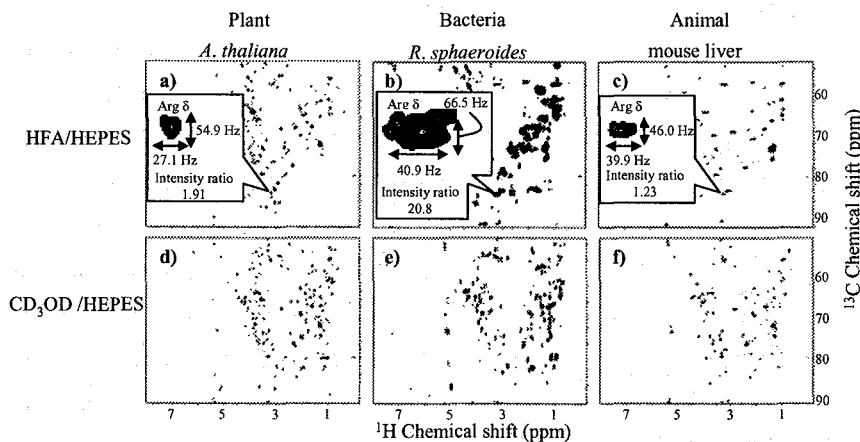 Plant Bacteria Animal
A. thaliana R. sphaeroides mouse liver
HFA/HEPES
a)
Arg δ
54.9 Hz
27.1 Hz
Intensity ratio
1.91
b)
Arg δ
66.5 Hz
40.9 Hz
Intensity ratio
20.8
c)
Arg δ
46.0 Hz
39.9 Hz
Intensity ratio
1.23
60
70
80
90
CD₃OD /HEPES
d)
e)
f)
60
70
80
90
¹³C Chemical shift (ppm)
7 5 3 1 7 5 3 1 7 5 3 1
¹H Chemical shift (ppm)